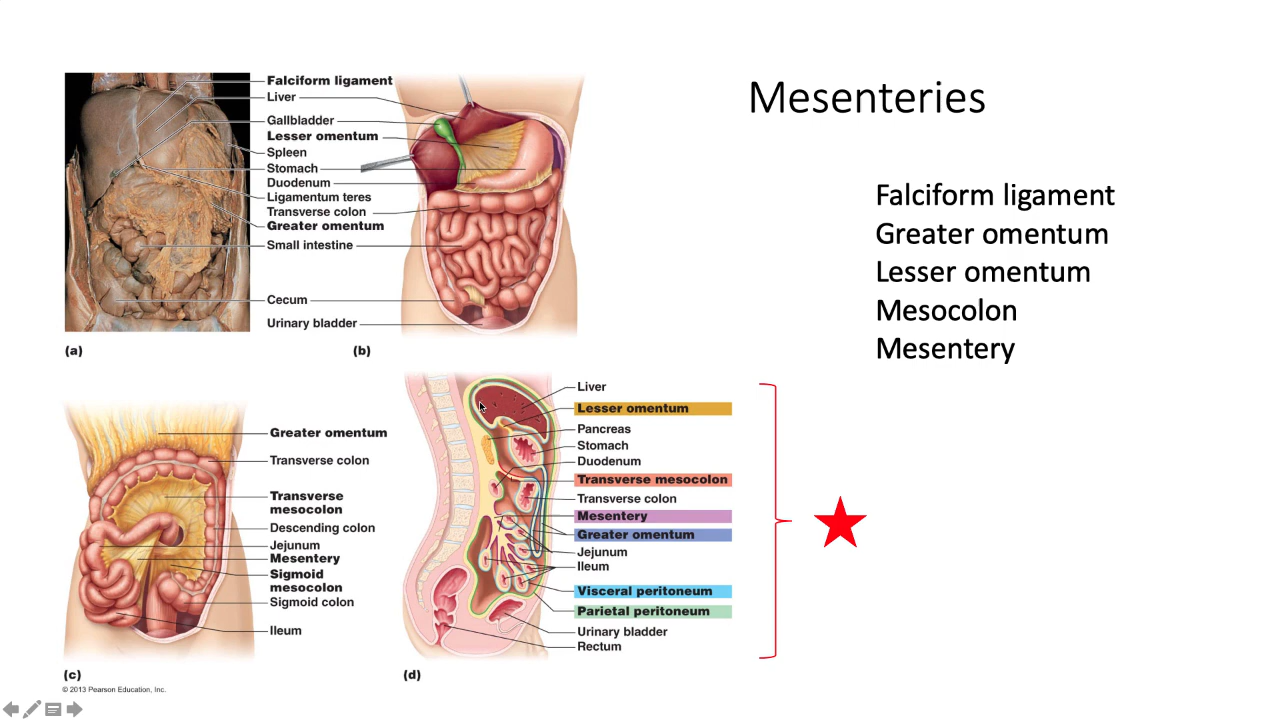 Mesenteries
Falciform ligament
Greater omentum
Lesser omentum
Mesocolon
Mesentery
Falciform ligament
Liver
Gallbladder
Lesser omentum
Spleen
Stomach
Duodenum
Ligamentum teres
Transverse colon
Greater omentum
Small intestine
Cecum
Urinary bladder
(a)
(b)
Greater omentum
Transverse colon
Transverse
mesocolon
Descending colon
Jejunum
Mesentery
Sigmoid
mesocolon
Sigmoid colon
Ileum
(c)
Liver
Lesser omentum
Pancreas
Stomach
Duodenum
Transverse mesocolon
Transverse colon
Mesentery
Greater omentum
Jejunum
Ileum
Visceral peritoneum
Parietal peritoneum
Urinary bladder
Rectum
(d)
© 2013 Pearson Education, Inc.